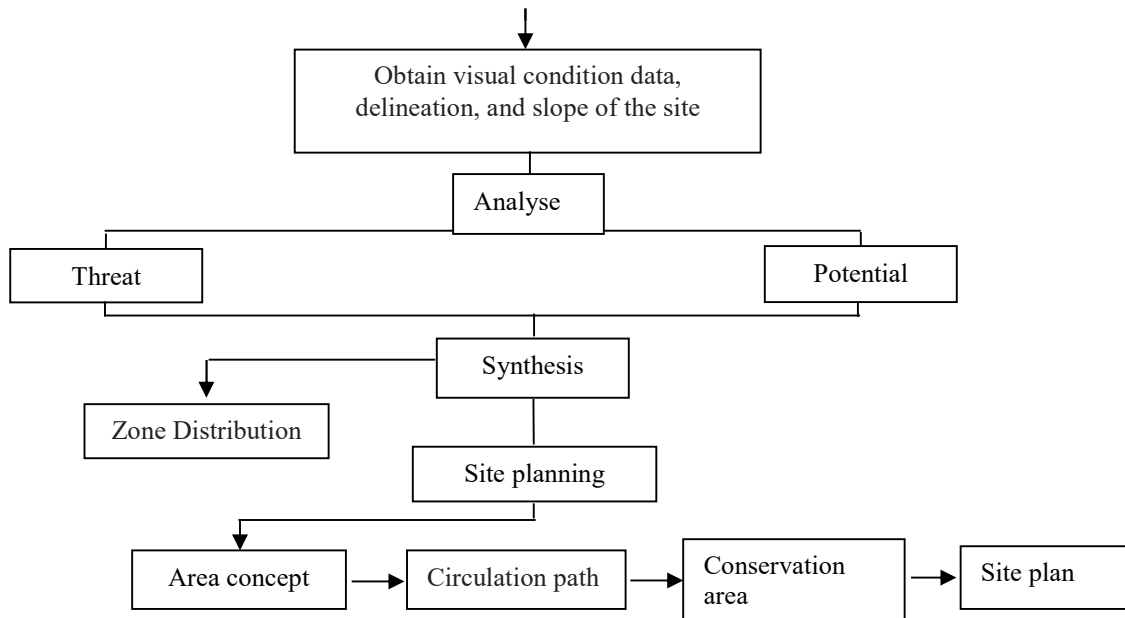 Obtain visual condition data,
delineation, and slope of the site
Analyse
Threat
Potential
Synthesis
Zone Distribution
Site planning
Area concept
Circulation path
Conservation
area
Site plan